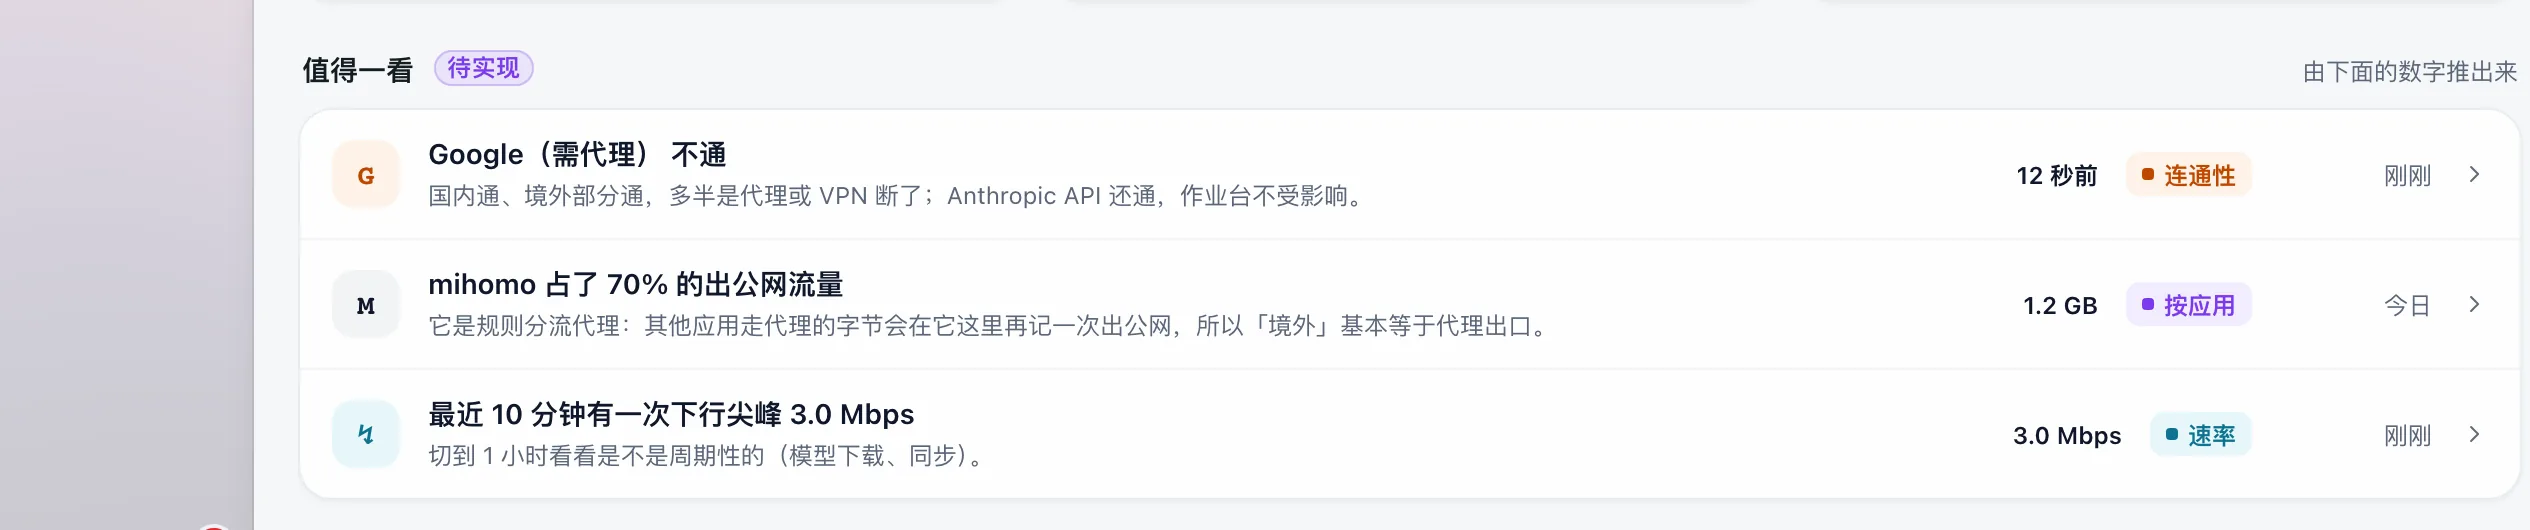 值得一看 待实现 由下面的数字推出来
G Google（需代理） 不通 12 秒前 连通性 刚刚
国内通、境外部分通，多半是代理或 VPN 断了；Anthropic API 还通，作业台不受影响。
M mihomo 占了 70% 的出公网流量 1.2 GB 按应用 今日
它是规则分流代理：其他应用走代理的字节会在它这里再记一次出公网，所以「境外」基本等于代理出口。
最近 10 分钟有一次下行尖峰 3.0 Mbps 3.0 Mbps 速率 刚刚
切到 1 小时看看是不是周期性的（模型下载、同步）。